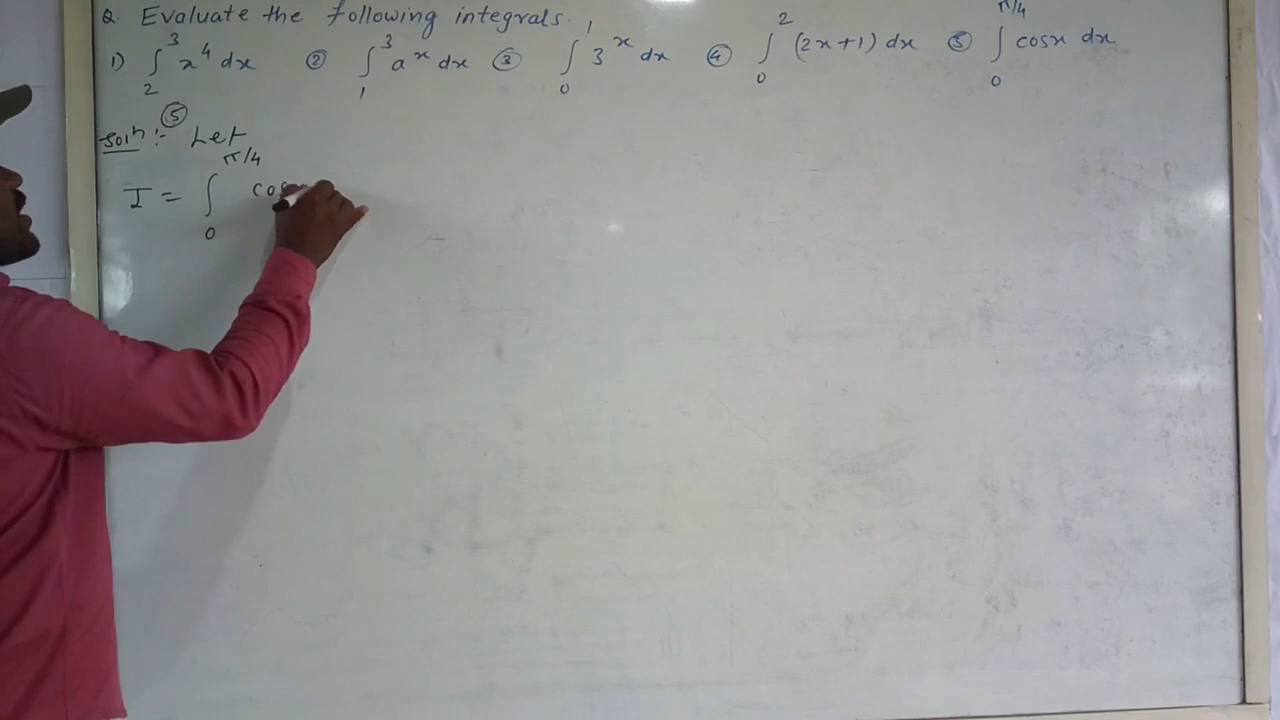 Q. Evaluate the following integrals.
1) ∫₂³ x⁴ dx ② ∫₁³ aˣ dx ③ ∫₀¹ 3ˣ dx ④ ∫₀² (2x+1) dx ⑤ ∫₀^(π/4) cosx dx
⑤
Solⁿ :- Let
I = ∫₀^(π/4) cos